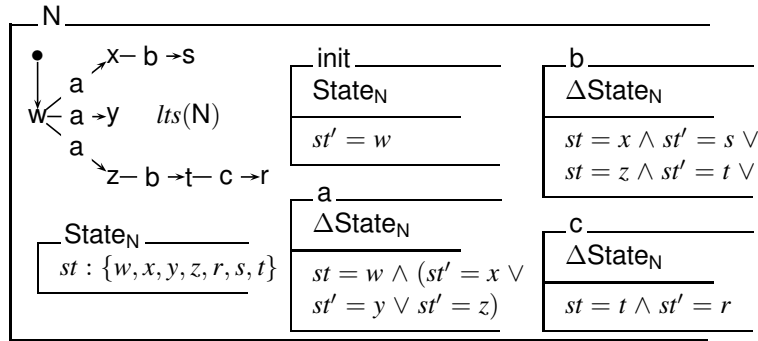 N
x b s
a
w a y lts(N)
a
z b t c r
State_N
st : {w, x, y, z, r, s, t}
init
State_N
st′ = w
a
ΔState_N
st = w ∧ (st′ = x ∨
st′ = y ∨ st′ = z)
b
ΔState_N
st = x ∧ st′ = s ∨
st = z ∧ st′ = t ∨
c
ΔState_N
st = t ∧ st′ = r